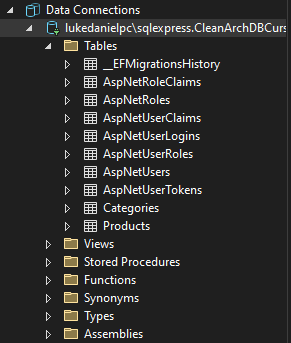 Data Connections
lukedanielpc\sqlexpress.CleanArchDBCurs
Tables
__EFMigrationsHistory
AspNetRoleClaims
AspNetRoles
AspNetUserClaims
AspNetUserLogins
AspNetUserRoles
AspNetUsers
AspNetUserTokens
Categories
Products
Views
Stored Procedures
Functions
Synonyms
Types
Assemblies